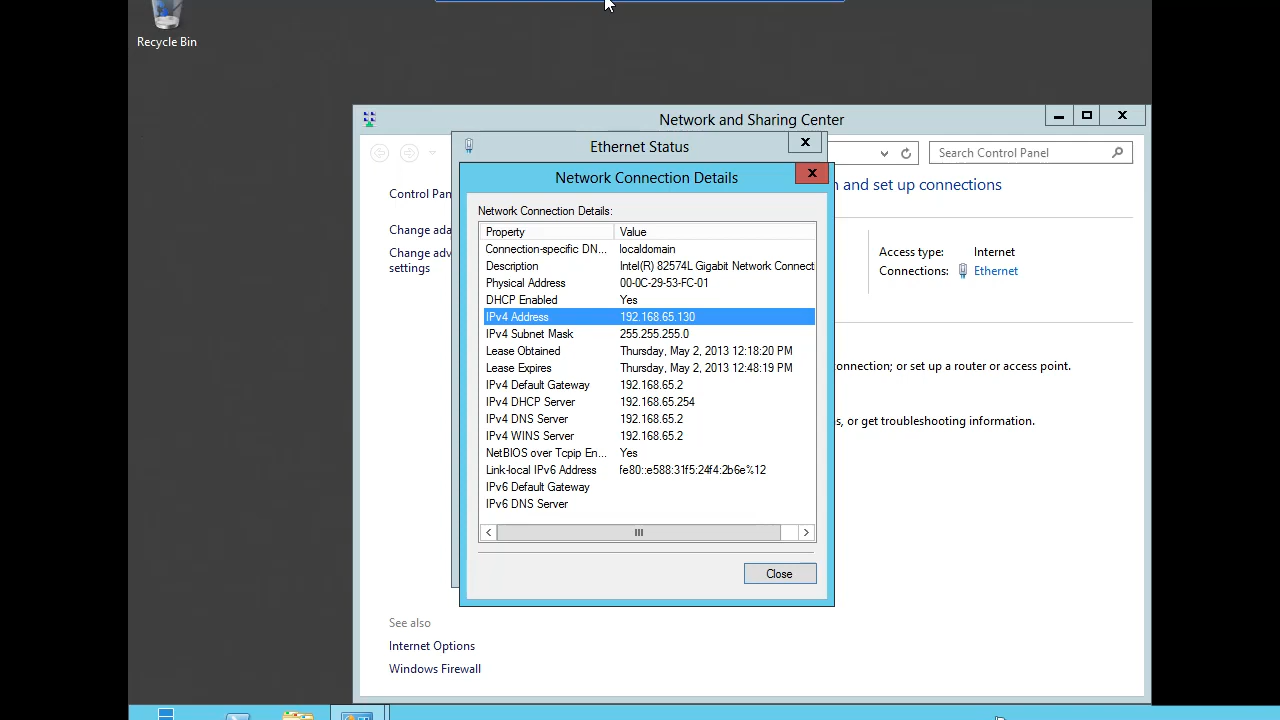 Recycle Bin
Network and Sharing Center
Ethernet Status
Search Control Panel
Network Connection Details
n and set up connections
Control Pan
Network Connection Details:
Property Value
Change ada
Connection-specific DN... localdomain
Change adv
settings
Access type: Internet
Description Intel(R) 82574L Gigabit Network Connect
Connections: Ethernet
Physical Address 00-0C-29-53-FC-01
DHCP Enabled Yes
IPv4 Address 192.168.65.130
IPv4 Subnet Mask 255.255.255.0
Lease Obtained Thursday, May 2, 2013 12:18:20 PM
Lease Expires Thursday, May 2, 2013 12:48:19 PM
onnection; or set up a router or access point.
IPv4 Default Gateway 192.168.65.2
IPv4 DHCP Server 192.168.65.254
IPv4 DNS Server 192.168.65.2
s, or get troubleshooting information.
IPv4 WINS Server 192.168.65.2
NetBIOS over Tcpip En... Yes
Link-local IPv6 Address fe80::e588:31f5:24f4:2b6e%12
IPv6 Default Gateway
IPv6 DNS Server
Close
See also
Internet Options
Windows Firewall